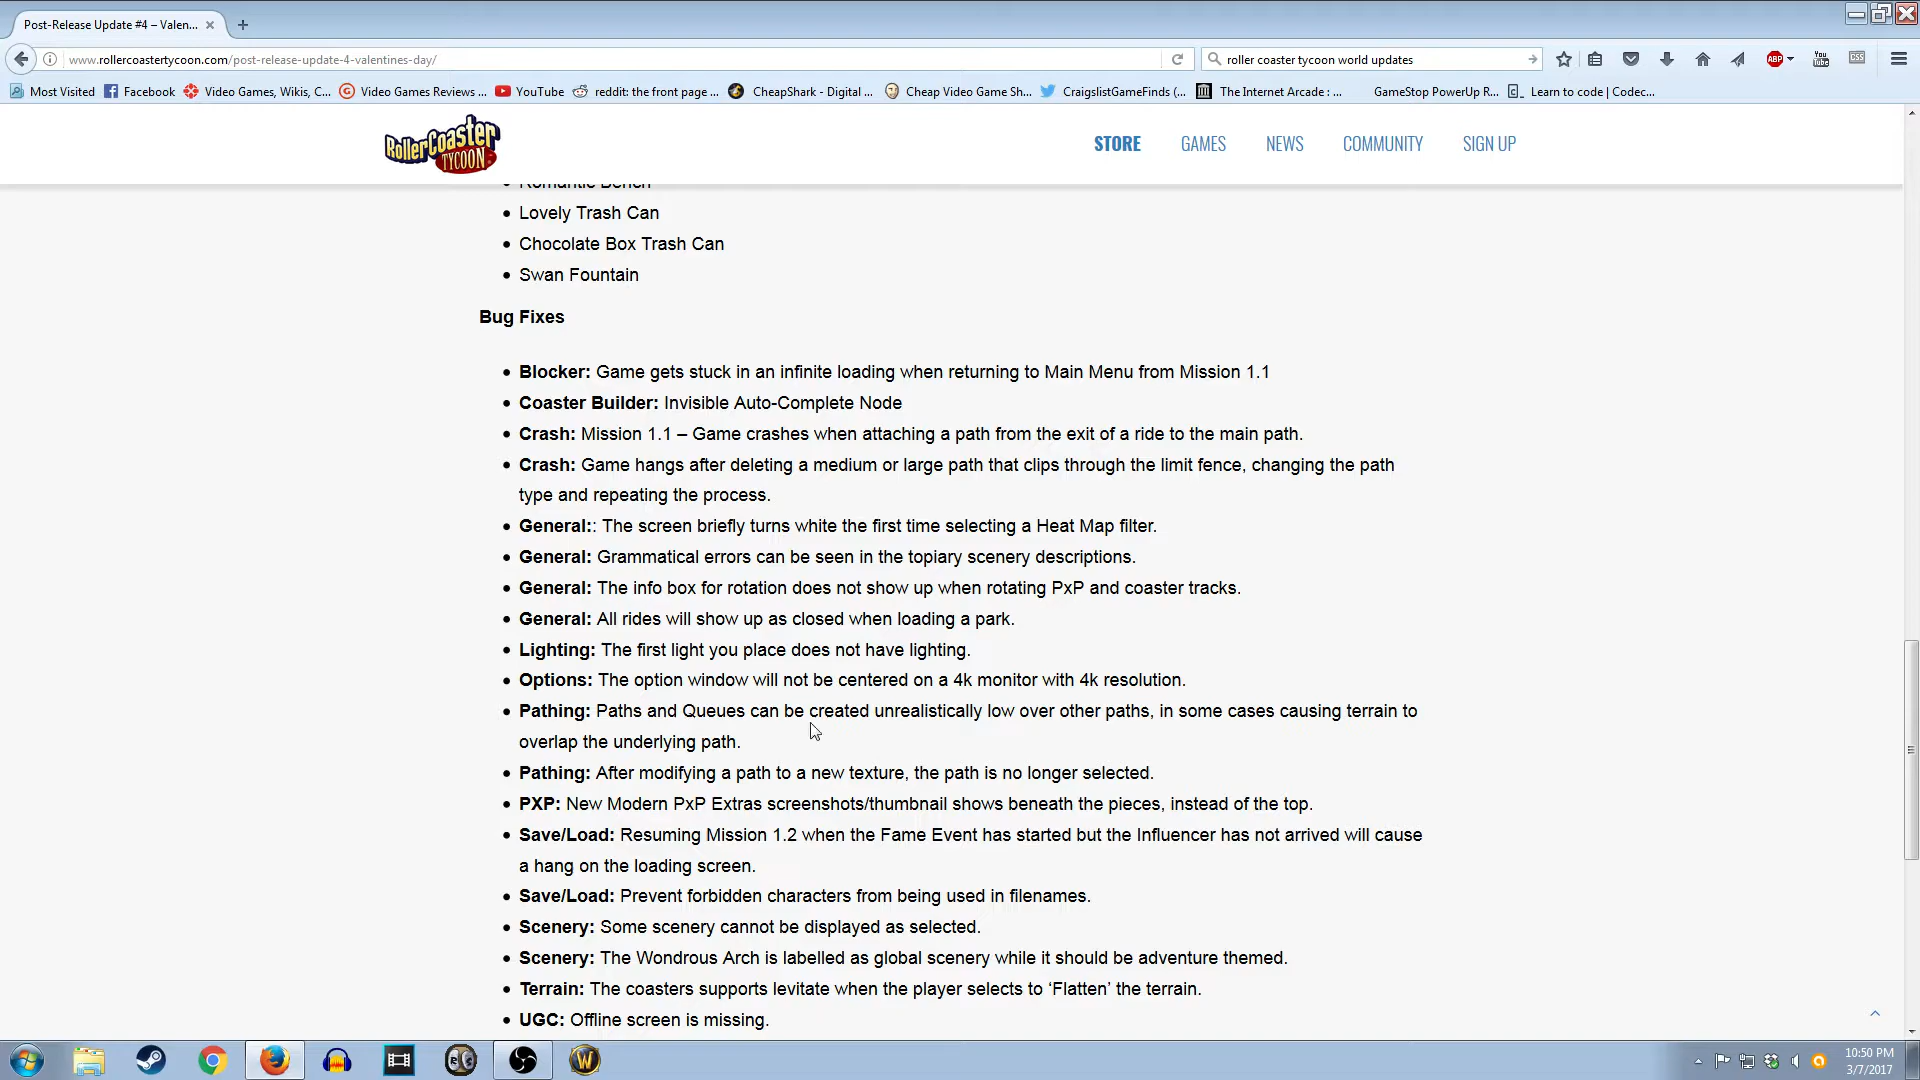 Post-Release Update #4 – Valen...
www.rollercoastertycoon.com/post-release-update-4-valentines-day/
roller coaster tycoon world updates
ABP
You Tube
CSS
Most Visited
Facebook
Video Games, Wikis, C...
Video Games Reviews ...
YouTube
reddit: the front page ...
CheapShark - Digital ...
Cheap Video Game Sh...
CraigslistGameFinds (...
The Internet Arcade : ...
GameStop PowerUp R...
Learn to code | Codec...
RollerCoaster TYCOON
STORE
GAMES
NEWS
COMMUNITY
SIGN UP
Romantic Bench
Lovely Trash Can
Chocolate Box Trash Can
Swan Fountain
Bug Fixes
Blocker: Game gets stuck in an infinite loading when returning to Main Menu from Mission 1.1
Coaster Builder: Invisible Auto-Complete Node
Crash: Mission 1.1 – Game crashes when attaching a path from the exit of a ride to the main path.
Crash: Game hangs after deleting a medium or large path that clips through the limit fence, changing the path
type and repeating the process.
General:: The screen briefly turns white the first time selecting a Heat Map filter.
General: Grammatical errors can be seen in the topiary scenery descriptions.
General: The info box for rotation does not show up when rotating PxP and coaster tracks.
General: All rides will show up as closed when loading a park.
Lighting: The first light you place does not have lighting.
Options: The option window will not be centered on a 4k monitor with 4k resolution.
Pathing: Paths and Queues can be created unrealistically low over other paths, in some cases causing terrain to
overlap the underlying path.
Pathing: After modifying a path to a new texture, the path is no longer selected.
PXP: New Modern PxP Extras screenshots/thumbnail shows beneath the pieces, instead of the top.
Save/Load: Resuming Mission 1.2 when the Fame Event has started but the Influencer has not arrived will cause
a hang on the loading screen.
Save/Load: Prevent forbidden characters from being used in filenames.
Scenery: Some scenery cannot be displayed as selected.
Scenery: The Wondrous Arch is labelled as global scenery while it should be adventure themed.
Terrain: The coasters supports levitate when the player selects to ‘Flatten’ the terrain.
UGC: Offline screen is missing.
10:50 PM
3/7/2017